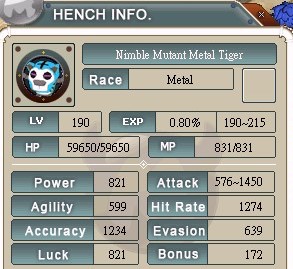 HENCH INFO.
Nimble Mutant Metal Tiger
Race Metal
LV 190 EXP 0.80% 190~215
HP 59650/59650 MP 831/831
Power 821 Attack 576~1450
Agility 599 Hit Rate 1274
Accuracy 1234 Evasion 639
Luck 821 Bonus 172